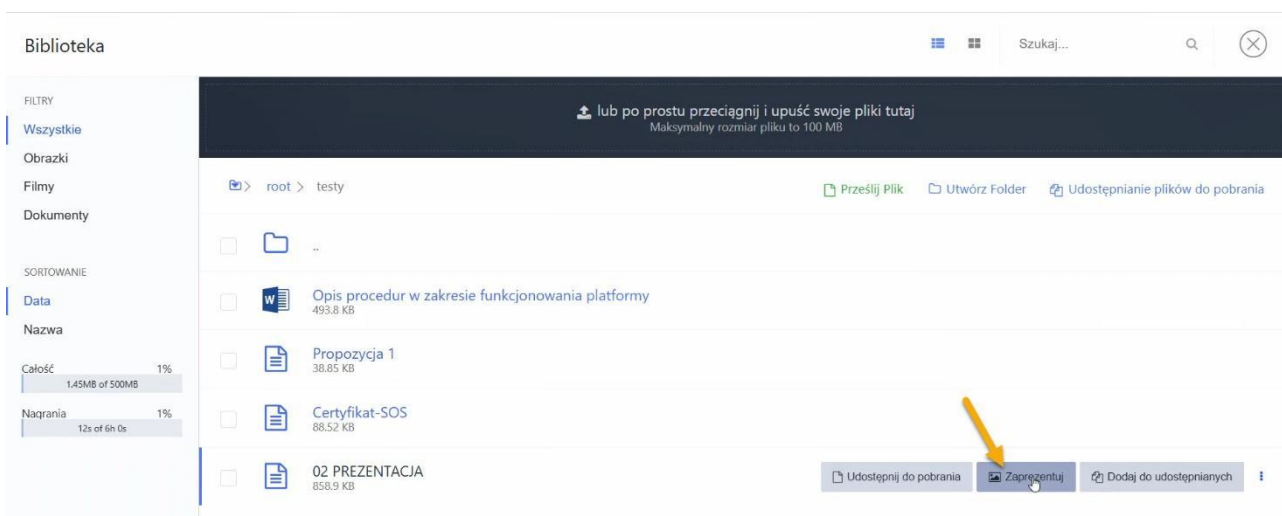 Biblioteka
Szukaj...
FILTRY
Wszystkie
Obrazki
Filmy
Dokumenty
SORTOWANIE
Data
Nazwa
Całość 1%
1.45MB of 500MB
Nagrania 1%
12s of 6h 0s
lub po prostu przeciągnij i upuść swoje pliki tutaj
Maksymalny rozmiar pliku to 100 MB
root > testy
Prześlij Plik Utwórz Folder Udostępnianie plików do pobrania
..
W
Opis procedur w zakresie funkcjonowania platformy
493.8 KB
Propozycja 1
38.85 KB
Certyfikat-SOS
88.52 KB
02 PREZENTACJA
858.9 KB
Udostępnij do pobrania Zaprezentuj Dodaj do udostępnianych